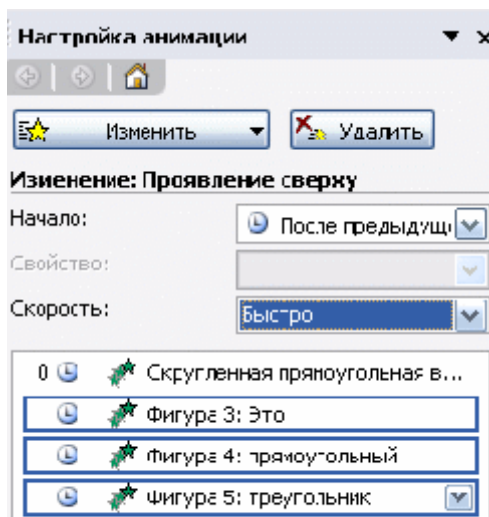 Настройка анимации
Изменить
Удалить
Изменение: Проявление сверху
Начало:
После предыдущ
Свойство:
Скорость:
Быстро
0 Скругленная прямоугольная в...
Фигура 3: Это
Фигура 4: прямоугольный
Фигура 5: треугольник